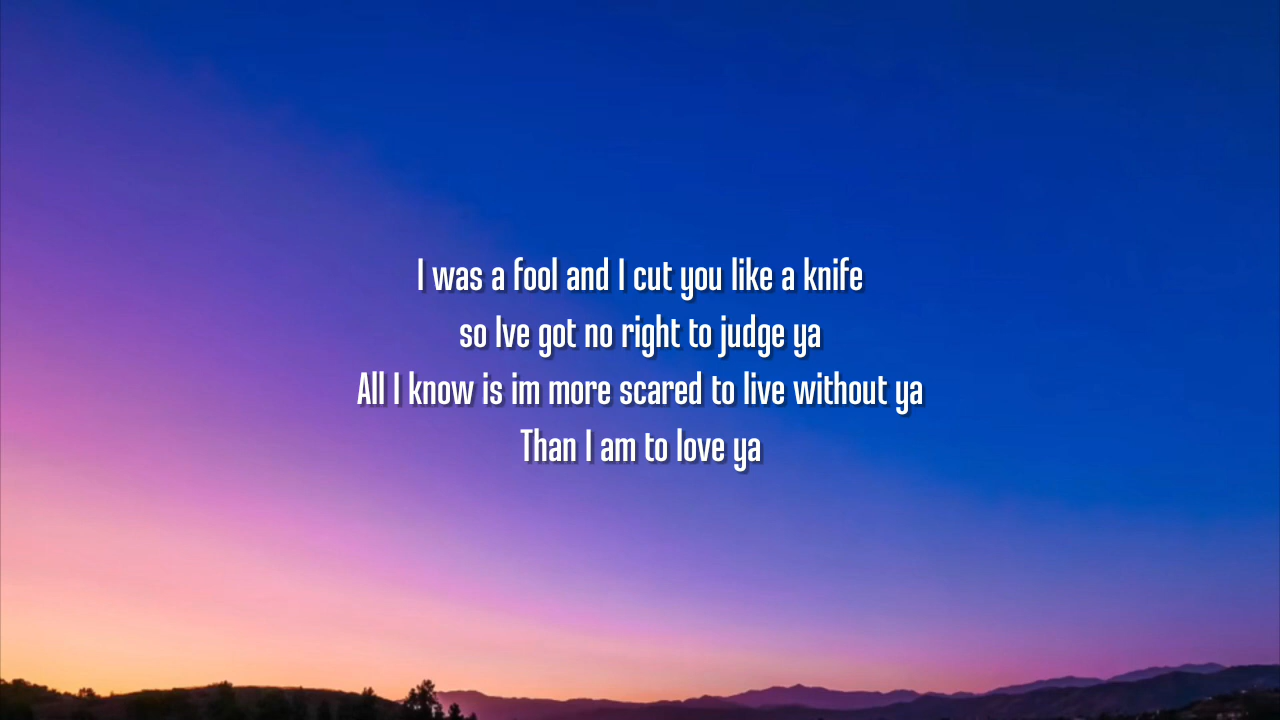 I was a fool and I cut you like a knife
so Ive got no right to judge ya
All I know is im more scared to live without ya
Than I am to love ya